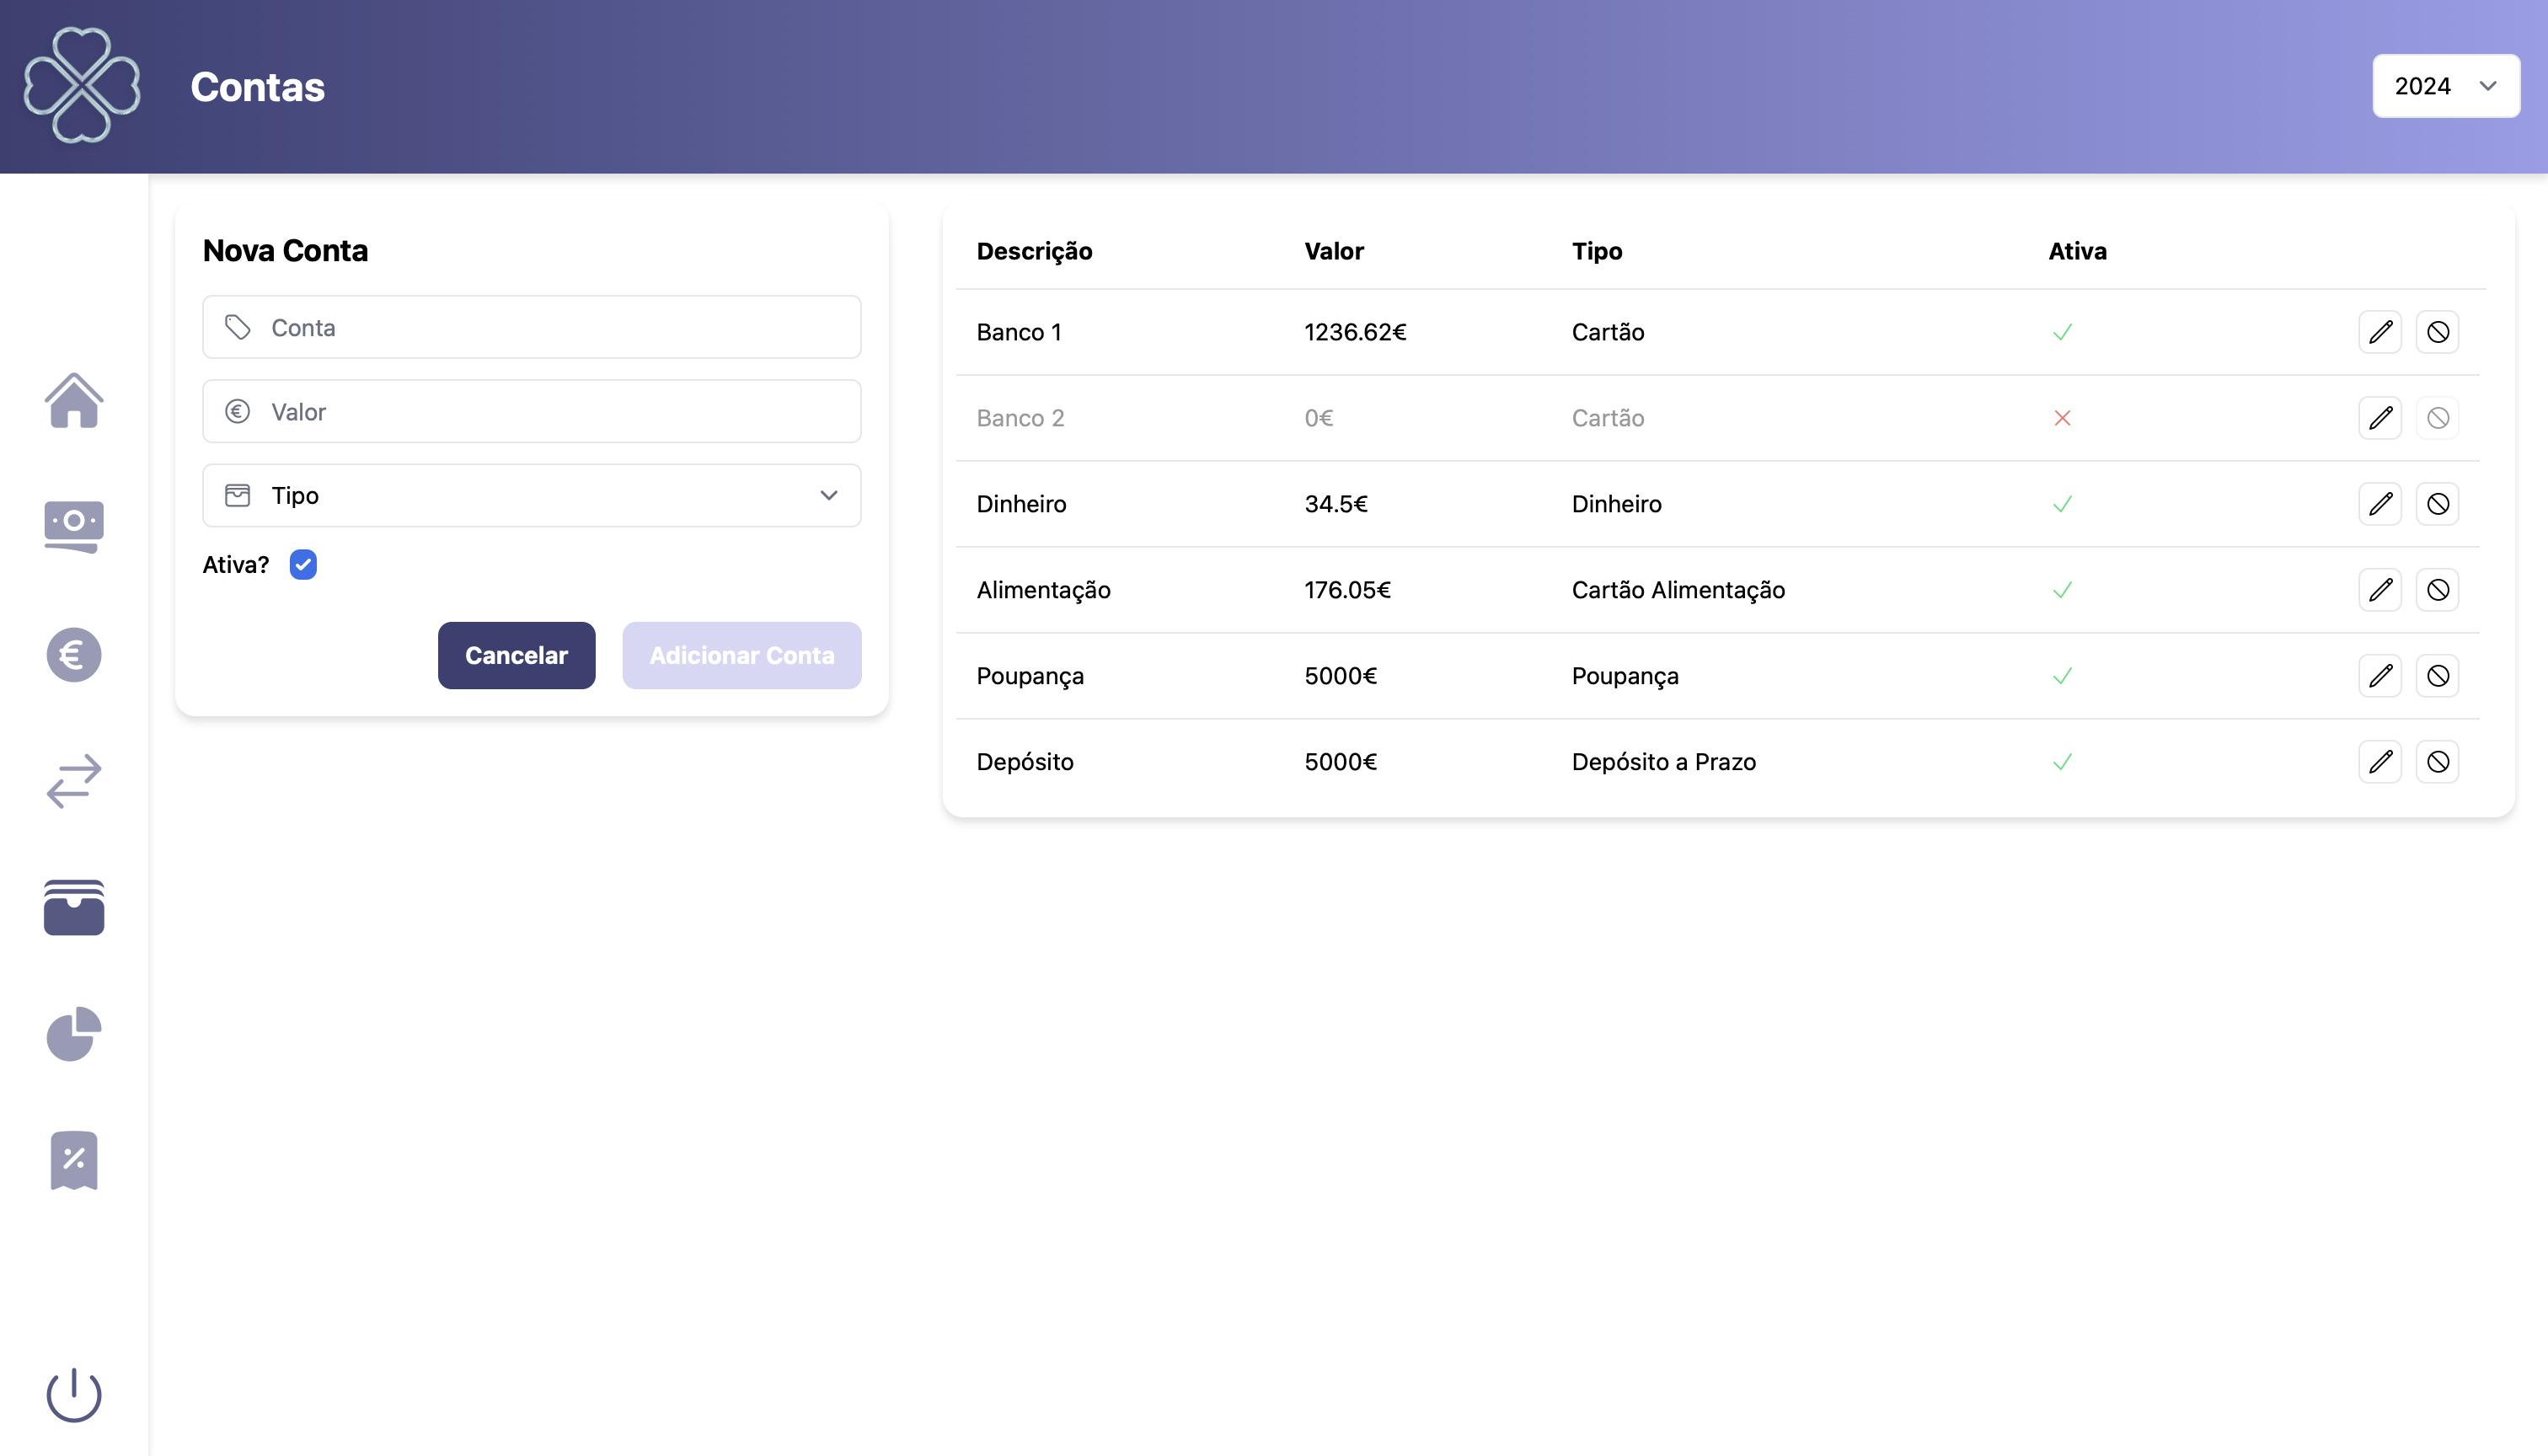 Contas
2024
Nova Conta
Conta
Valor
Tipo
Ativa?
Cancelar
Adicionar Conta
Descrição Valor Tipo Ativa
Banco 1 1236.62€ Cartão
Banco 2 0€ Cartão
Dinheiro 34.5€ Dinheiro
Alimentação 176.05€ Cartão Alimentação
Poupança 5000€ Poupança
Depósito 5000€ Depósito a Prazo